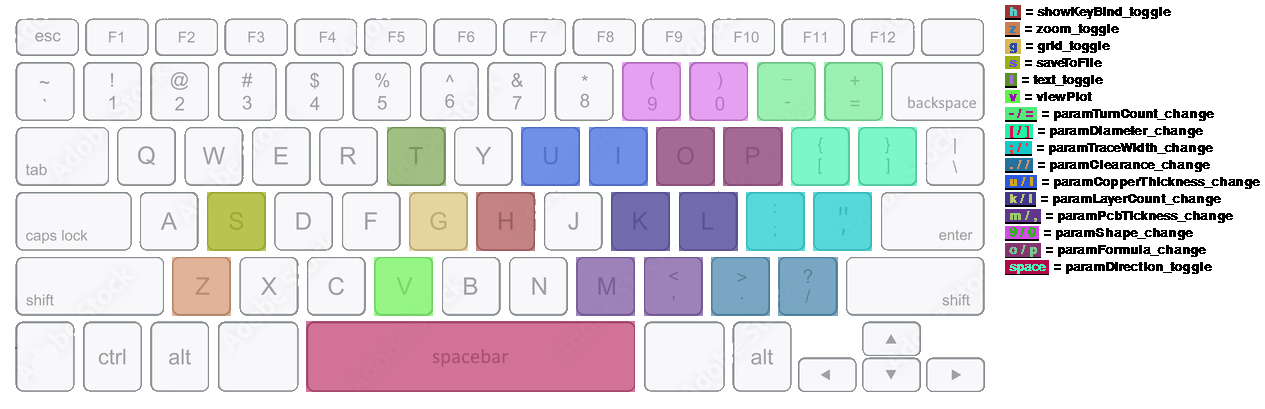 esc F1 F2 F3 F4 F5 F6 F7 F8 F9 F10 F11 F12
~ ! @ # $ % ^ & * ( ) _ +
` 1 2 3 4 5 6 7 8 9 0 - = backspace
tab Q W E R T Y U I O P { } |
[ ] \
caps lock A S D F G H J K L : " enter
; '
shift Z X C V B N M < > ? shift
, . /
ctrl alt spacebar alt ▲
◄ ▼ ►
h = showKeyBind_toggle
z = zoom_toggle
g = grid_toggle
s = saveToFile
t = text_toggle
v = viewPlot
- / = = paramTurnCount_change
[ / ] = paramDiameter_change
; / ' = paramTraceWidth_change
. / / = paramClearance_change
u / i = paramCopperThickness_change
k / l = paramLayerCount_change
m / , = paramPcbTickness_change
9 / 0 = paramShape_change
o / p = paramFormula_change
space = paramDirection_toggle